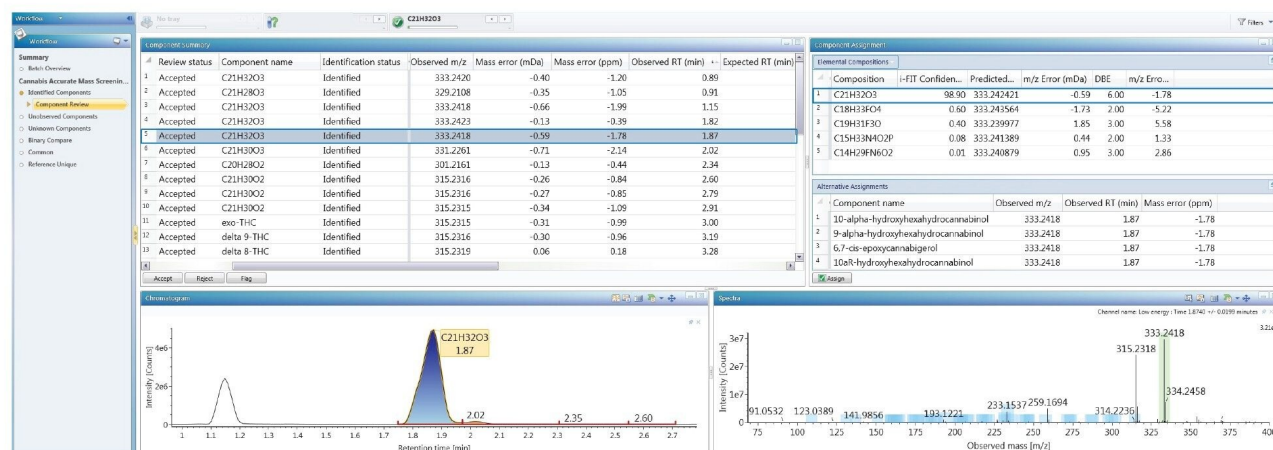 Workflow
No busy
C21H32O3
Filters
Workflow
Summary
Batch Overview
Cannabis Accurate Mass Screenin...
Identified Components
Component Review
Unobserved Components
Unknown Components
Binary Compare
Common
Reference Unique
Component Summary
Review status Component name Identification status Observed m/z Mass error (mDa) Mass error (ppm) Observed RT (min) Expected RT (min)
1 Accepted C21H32O3 Identified 333.2420 -0.40 -1.20 0.89
2 Accepted C21H28O3 Identified 329.2108 -0.35 -1.05 0.91
3 Accepted C21H32O3 Identified 333.2418 -0.66 -1.99 1.15
4 Accepted C21H32O3 Identified 333.2423 -0.13 -0.39 1.82
5 Accepted C21H32O3 Identified 333.2418 -0.59 -1.78 1.87
6 Accepted C21H30O3 Identified 331.2261 -0.71 -2.14 2.02
7 Accepted C20H28O2 Identified 301.2161 -0.13 -0.44 2.34
8 Accepted C21H30O2 Identified 315.2316 -0.26 -0.84 2.60
9 Accepted C21H30O2 Identified 315.2316 -0.27 -0.85 2.79
10 Accepted C21H30O2 Identified 315.2315 -0.34 -1.09 2.91
11 Accepted exo-THC Identified 315.2315 -0.31 -0.99 3.00
12 Accepted delta 9-THC Identified 315.2316 -0.30 -0.96 3.19
13 Accepted delta 8-THC Identified 315.2319 0.06 0.18 3.28
Accept Reject Flag
Component Assignment
Elemental Compositions
Composition i-FIT Confiden... Predicted... m/z Error (mDa) DBE m/z Erro...
1 C21H32O3 98.90 333.242421 -0.59 6.00 -1.78
2 C18H33FO4 0.60 333.243564 -1.73 2.00 -5.22
3 C19H31F3O 0.40 333.239977 1.85 3.00 5.58
4 C15H33N4O2P 0.08 333.241389 0.44 2.00 1.33
5 C14H29FN6O2 0.01 333.240879 0.95 3.00 2.86
Alternative Assignments
Component name Observed m/z Observed RT (min) Mass error (ppm)
1 10-alpha-hydroxyhexahydrocannabinol 333.2418 1.87 -1.78
2 9-alpha-hydroxyhexahydrocannabinol 333.2418 1.87 -1.78
3 6,7-cis-epoxycannabigerol 333.2418 1.87 -1.78
4 10aR-hydroxyhexahydrocannabinol 333.2418 1.87 -1.78
Assign
Chromatogram
Intensity [Counts]
4e6
2e6
0
C21H32O3
1.87
2.02
2.35
2.60
1 1.1 1.2 1.3 1.4 1.5 1.6 1.7 1.8 1.9 2 2.1 2.2 2.3 2.4 2.5 2.6 2.7
Retention time [min]
Spectra
Channel name: Low energy : Time 1.8740 +/- 0.0199 minutes
Intensity [Counts]
3e7
2e7
1e7
0
333.2418
315.2318
334.2458
91.0532 123.0389 141.9856 193.1221 233.1537 259.1694 314.2236
75 100 125 150 175 200 225 250 275 300 325 350 375 400
Observed mass [m/z]